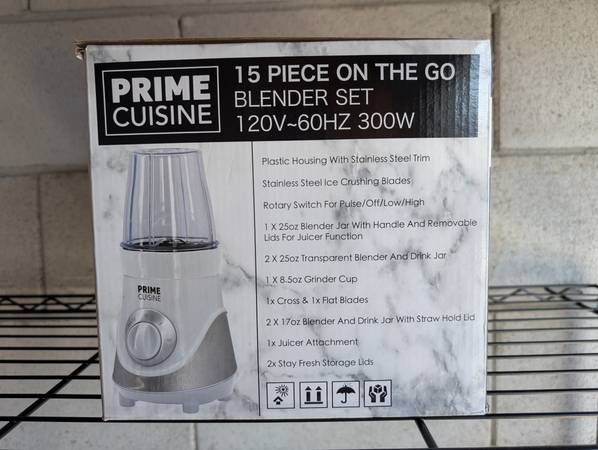 PRIME
CUISINE
15 PIECE ON THE GO
BLENDER SET
120V~60HZ 300W
Plastic Housing With Stainless Steel Trim
Stainless Steel Ice Crushing Blades
Rotary Switch For Pulse/Off/Low/High
1 X 25oz Blender Jar With Handle And Removable
Lids For Juicer Function
2 X 25oz Transparent Blender And Drink Jar
1 X 8.5oz Grinder Cup
1x Cross & 1x Flat Blades
2 X 17oz Blender And Drink Jar With Straw Hold Lid
1x Juicer Attachment
2x Stay Fresh Storage Lids
PRIME
CUISINE